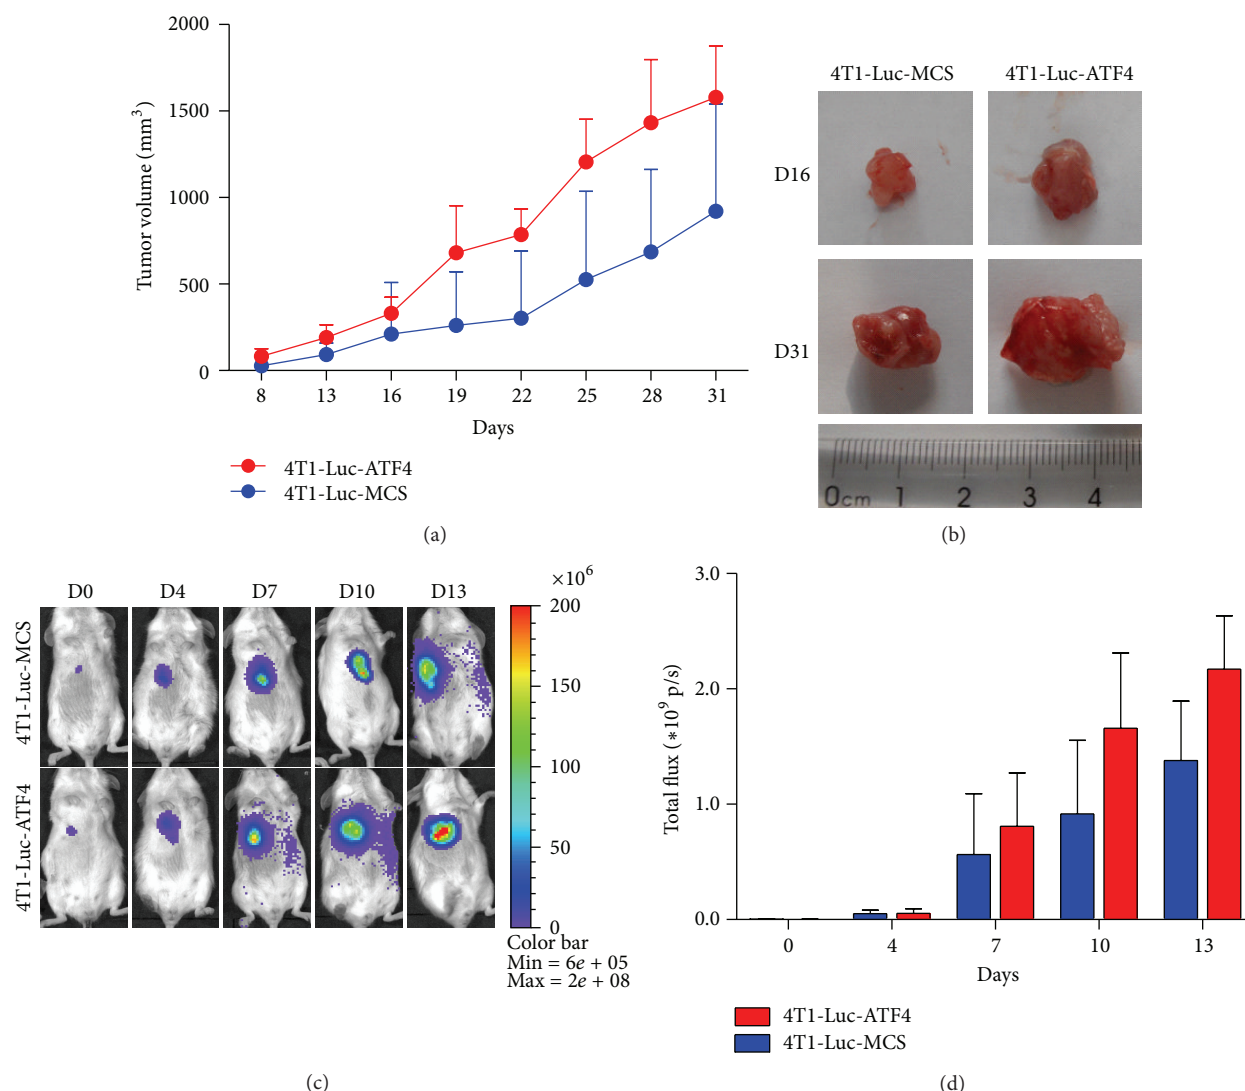 2000
1500
1000
500
0
Tumor volume (mm³)
8 13 16 19 22 25 28 31
Days
4T1-Luc-ATF4
4T1-Luc-MCS
(a)
4T1-Luc-MCS 4T1-Luc-ATF4
D16
D31
0cm 1 2 3 4
(b)
D0 D4 D7 D10 D13
4T1-Luc-MCS
4T1-Luc-ATF4
×10⁶
200
150
100
50
0
Color bar
Min = 6e + 05
Max = 2e + 08
(c)
3.0
2.0
1.0
0.0
Total flux (∗10⁹ p/s)
0 4 7 10 13
Days
4T1-Luc-ATF4
4T1-Luc-MCS
(d)